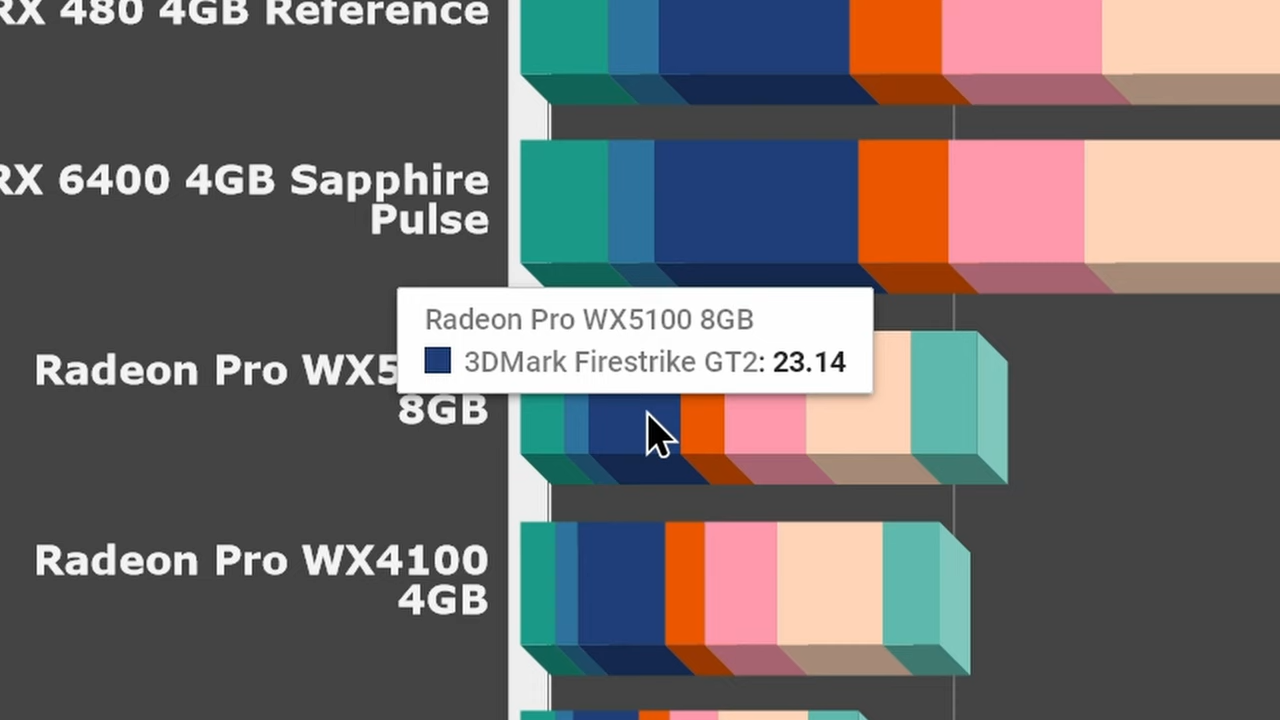 RX 480 4GB Reference
RX 6400 4GB Sapphire
Pulse
Radeon Pro WX5100 8GB
3DMark Firestrike GT2: 23.14
Radeon Pro WX5
8GB
Radeon Pro WX4100
4GB